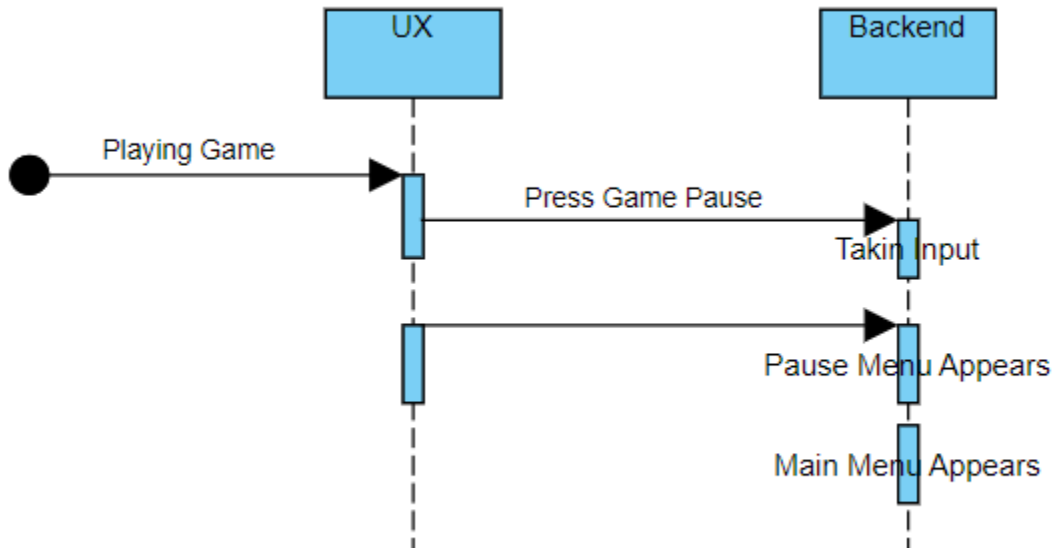 UX
Backend
Playing Game
Press Game Pause
Takin Input
Pause Menu Appears
Main Menu Appears